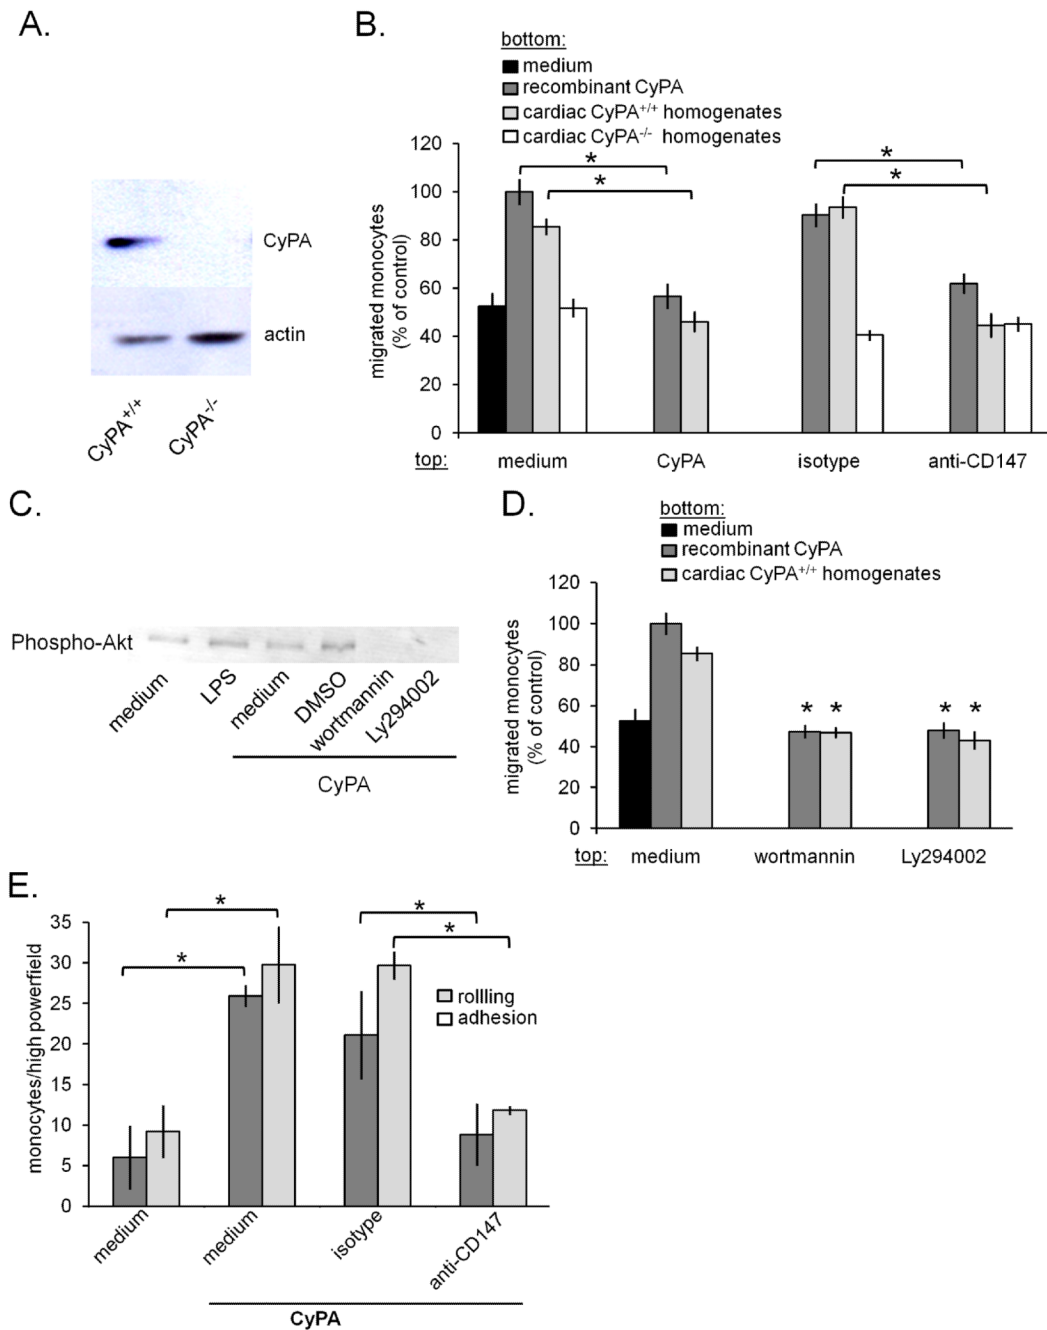 A.
CyPA
actin
CyPA+/+
CyPA-/-
B.
bottom:
medium
recombinant CyPA
cardiac CyPA+/+ homogenates
cardiac CyPA-/- homogenates
migrated monocytes
(% of control)
120
100
80
60
40
20
0
* * * *
top: medium CyPA isotype anti-CD147
C.
Phospho-Akt
medium
LPS
medium
DMSO
wortmannin
Ly294002
CyPA
D.
bottom:
medium
recombinant CyPA
cardiac CyPA+/+ homogenates
migrated monocytes
(% of control)
120
100
80
60
40
20
0
* * * *
top: medium wortmannin Ly294002
E.
monocytes/high powerfield
35
30
25
20
15
10
5
0
* * * *
rollling
adhesion
medium
medium
isotype
anti-CD147
CyPA